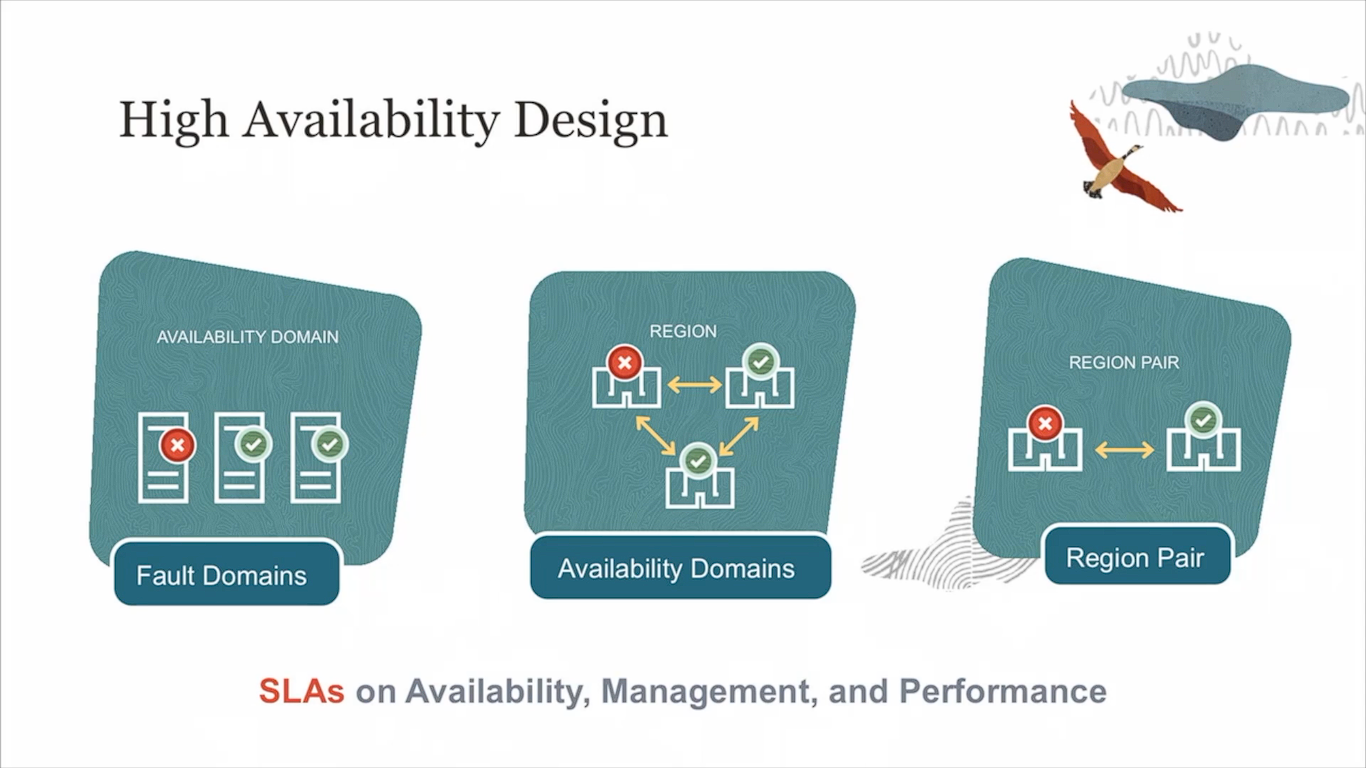 High Availability Design
AVAILABILITY DOMAIN
Fault Domains
REGION
Availability Domains
REGION PAIR
Region Pair
SLAs on Availability, Management, and Performance